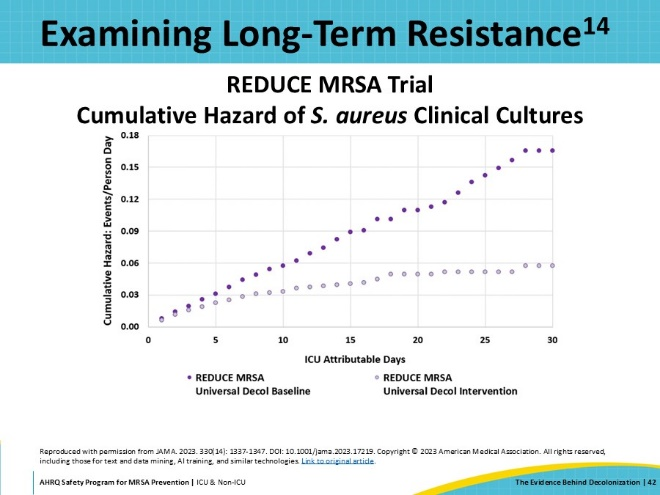 Examining Long-Term Resistance14
REDUCE MRSA Trial
Cumulative Hazard of S. aureus Clinical Cultures
Cumulative Hazard: Events/Person Day
0.18
0.15
0.12
0.09
0.06
0.03
0.00
0 5 10 15 20 25 30
ICU Attributable Days
REDUCE MRSA
Universal Decol Baseline
REDUCE MRSA
Universal Decol Intervention
Reproduced with permission from JAMA. 2023. 330(14): 1337-1347. DOI: 10.1001/jama.2023.17219. Copyright © 2023 American Medical Association. All rights reserved,
including those for text and data mining, AI training, and similar technologies. Link to original article.
AHRQ Safety Program for MRSA Prevention | ICU & Non-ICU
The Evidence Behind Decolonization | 42